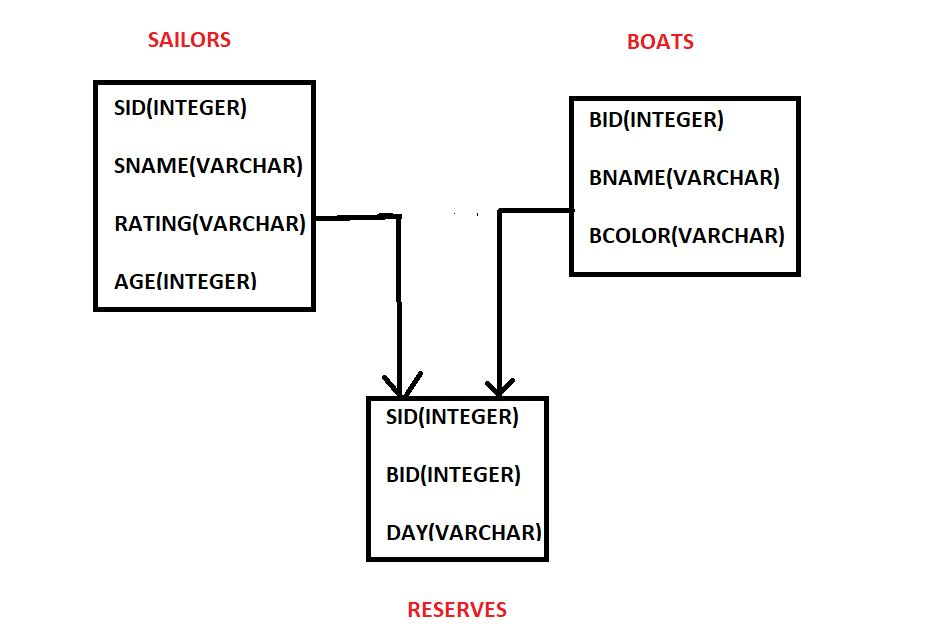 SAILORS
SID(INTEGER)
SNAME(VARCHAR)
RATING(VARCHAR)
AGE(INTEGER)
BOATS
BID(INTEGER)
BNAME(VARCHAR)
BCOLOR(VARCHAR)
SID(INTEGER)
BID(INTEGER)
DAY(VARCHAR)
RESERVES